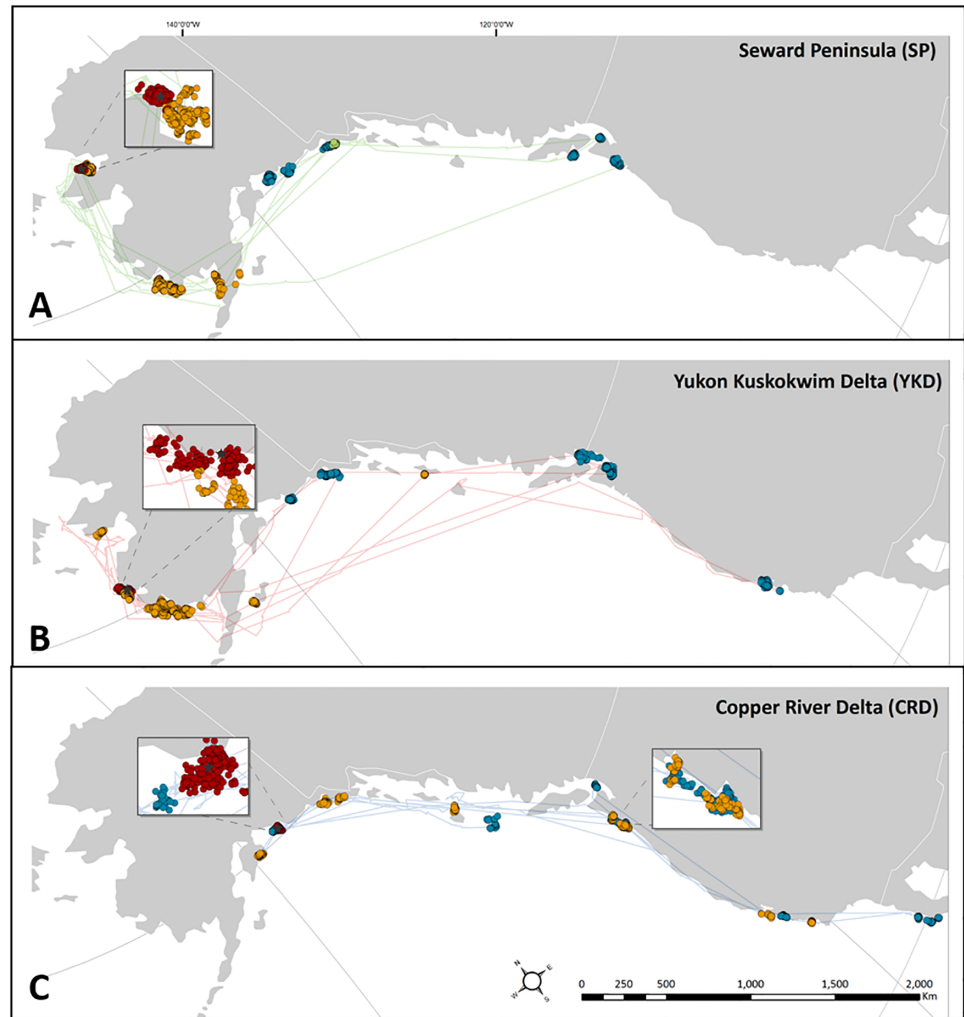 140°0'0"W 120°0'0"W
Seward Peninsula (SP)
A
Yukon Kuskokwim Delta (YKD)
B
Copper River Delta (CRD)
C
N
E
W
S
0 250 500 1,000 1,500 2,000
Km